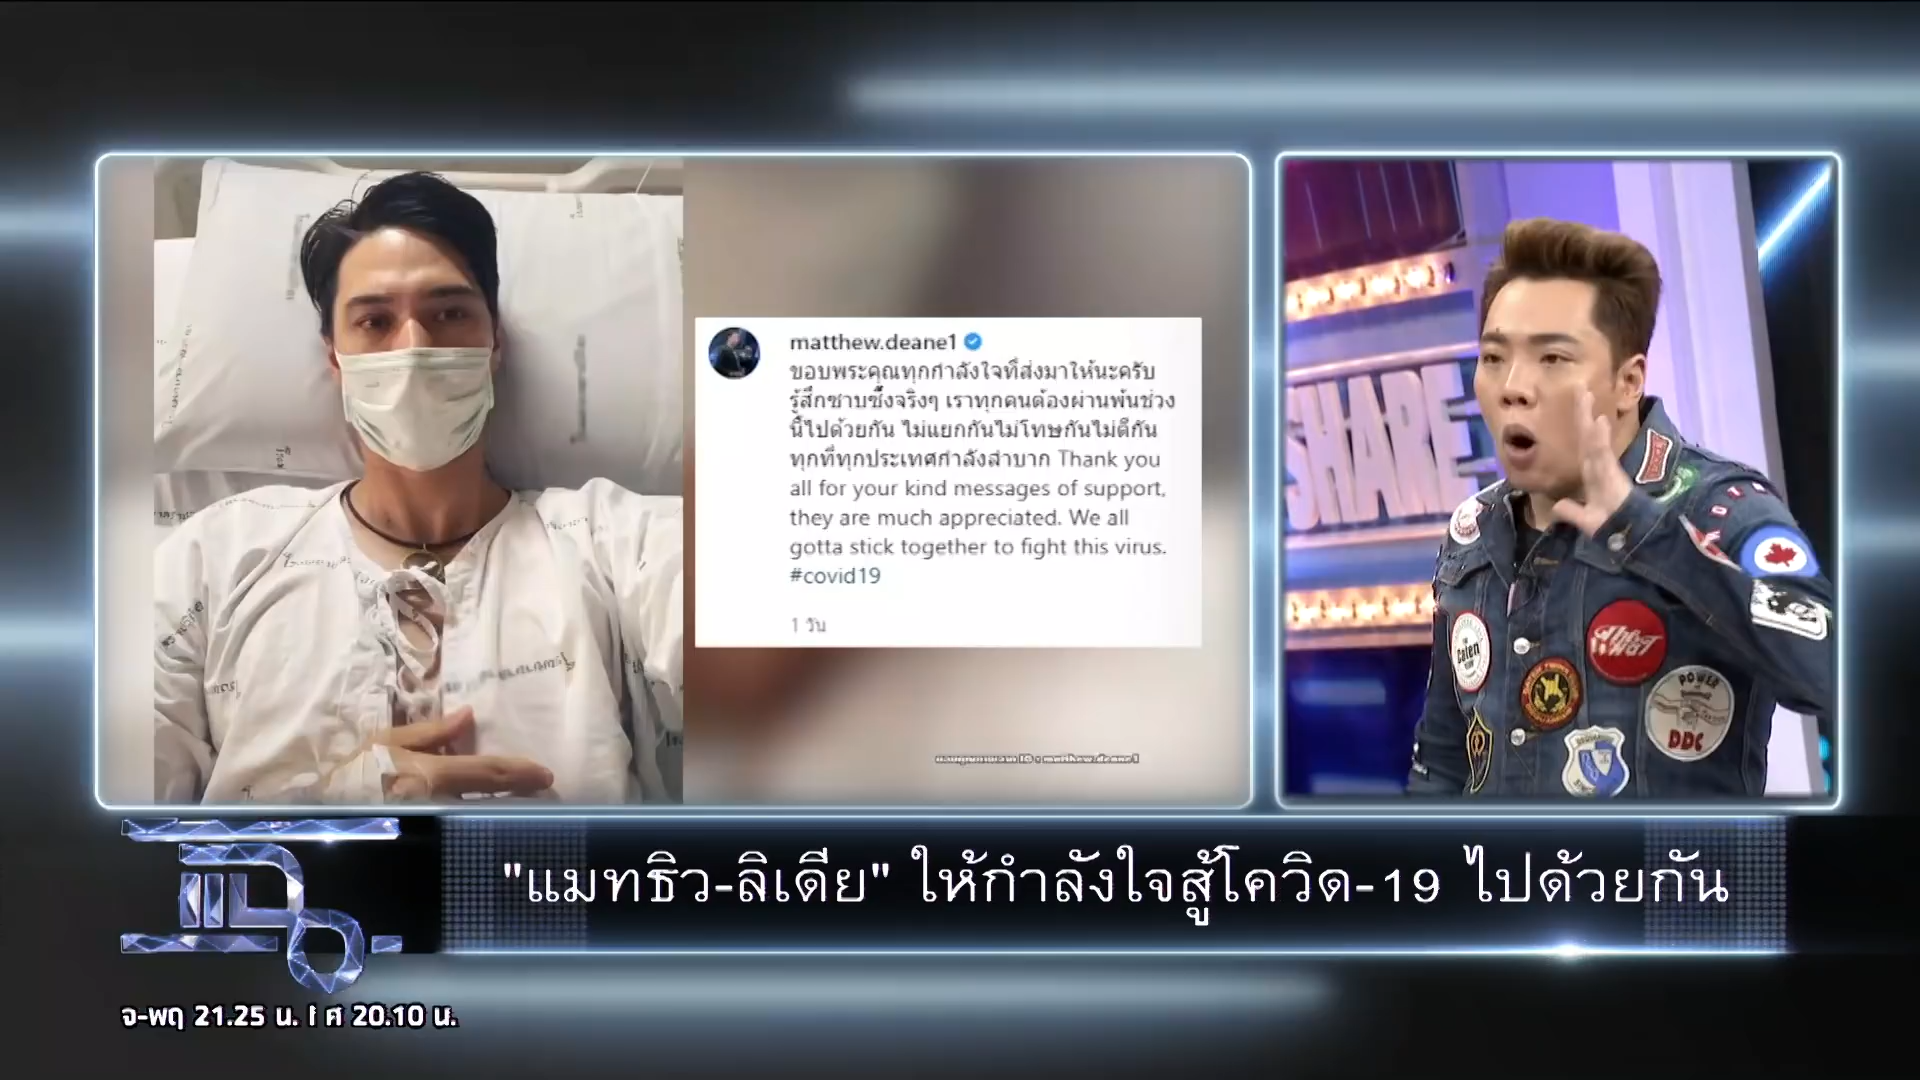 matthew.deane1
ขอบพระคุณทุกกำลังใจที่ส่งมาให้นะครับ
รู้สึกซาบซึ้งจริงๆ เราทุกคนต้องผ่านพ้นช่วง
นี้ไปด้วยกัน ไม่แยกกันไม่โทษกันไม่ตีกัน
ทุกที่ทุกประเทศกำลังลำบาก Thank you
all for your kind messages of support,
they are much appreciated. We all
gotta stick together to fight this virus.
#covid19
1 วัน
SHARE
Caten
POWER
DDC
แฉ
"แมทธิว-ลิเดีย" ให้กำลังใจสู้โควิด-19 ไปด้วยกัน
จ-พฤ 21.25 น. I ศ 20.10 น.